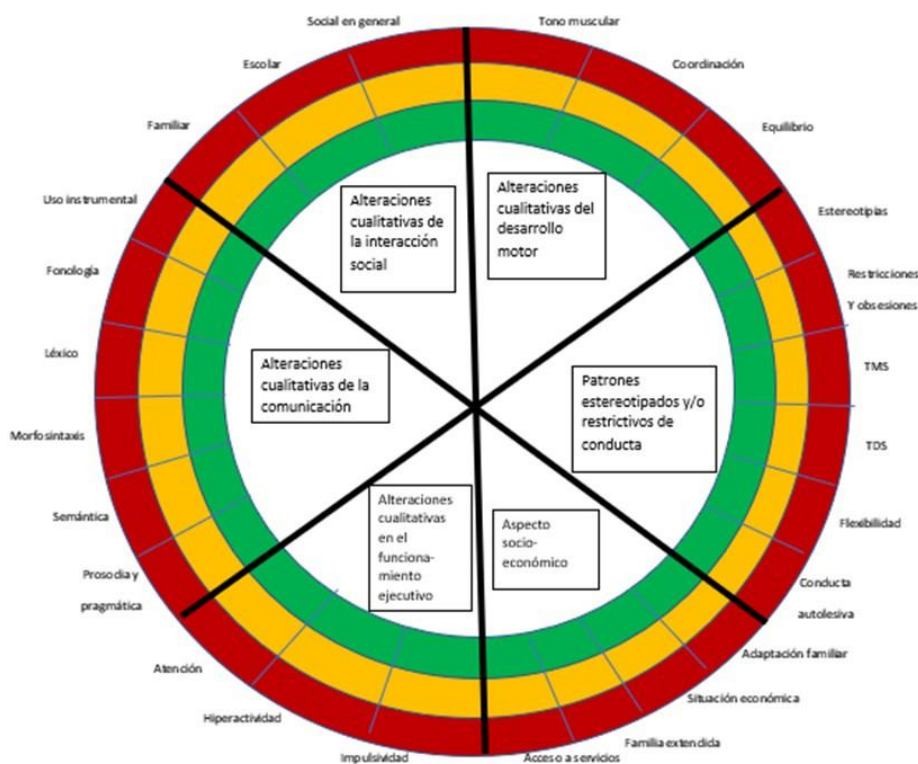 Social en general
Tono muscular
Escolar
Coordinación
Familiar
Equilibrio
Uso instrumental
Estereotipias
Fonología
Restricciones
Y obsesiones
Léxico
TMS
Morfosintaxis
TDS
Semántica
Flexibilidad
Prosodia y
pragmática
Conducta
autolesiva
Atención
Adaptación familiar
Hiperactividad
Situación económica
Impulsividad
Acceso a servicios
Familia extendida
Alteraciones
cualitativas de
la interacción
social
Alteraciones
cualitativas del
desarrollo
motor
Alteraciones
cualitativas de la
comunicación
Patrones
estereotipados y/o
restrictivos de
conducta
Alteraciones
cualitativas
en el
funciona-
miento
ejecutivo
Aspecto
socio-
económico